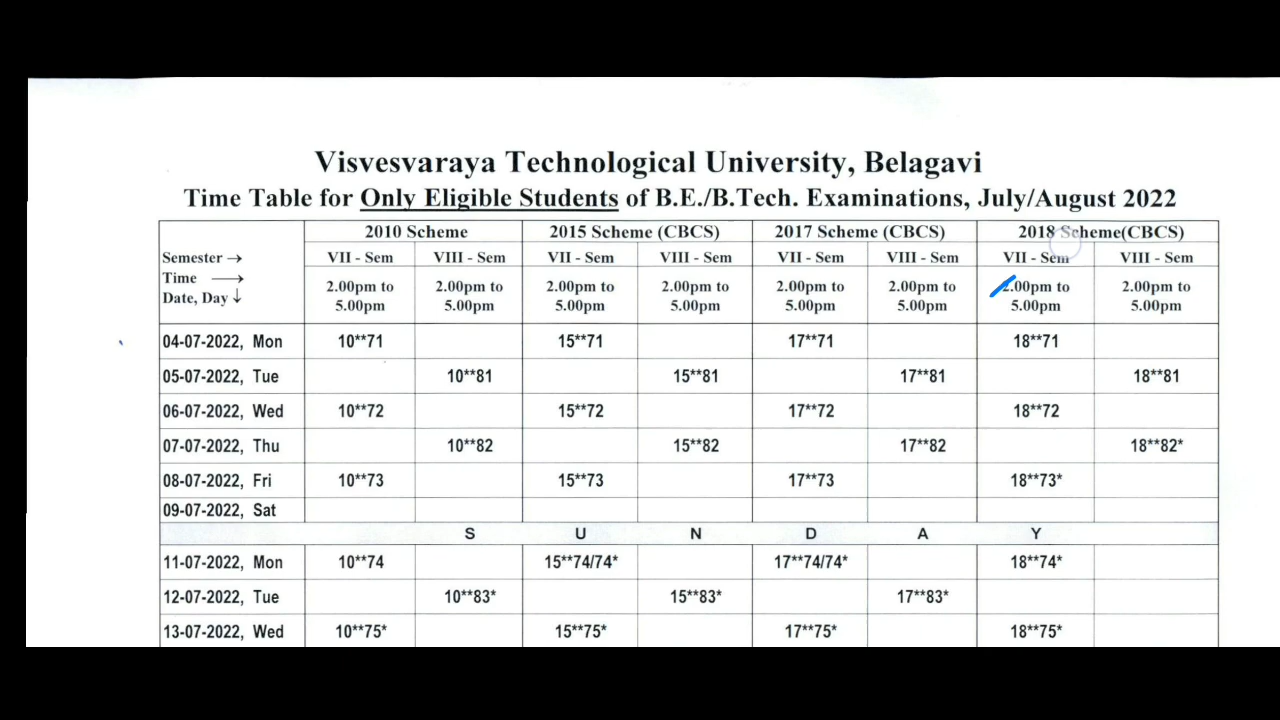 Visvesvaraya Technological University, Belagavi
Time Table for Only Eligible Students of B.E./B.Tech. Examinations, July/August 2022
2010 Scheme 2015 Scheme (CBCS) 2017 Scheme (CBCS) 2018 Scheme(CBCS)
Semester → VII - Sem VIII - Sem VII - Sem VIII - Sem VII - Sem VIII - Sem VII - Sem VIII - Sem
Time → 2.00pm to 2.00pm to 2.00pm to 2.00pm to 2.00pm to 2.00pm to 2.00pm to 2.00pm to
Date, Day ↓ 5.00pm 5.00pm 5.00pm 5.00pm 5.00pm 5.00pm 5.00pm 5.00pm
04-07-2022, Mon 10**71 15**71 17**71 18**71
05-07-2022, Tue 10**81 15**81 17**81 18**81
06-07-2022, Wed 10**72 15**72 17**72 18**72
07-07-2022, Thu 10**82 15**82 17**82 18**82*
08-07-2022, Fri 10**73 15**73 17**73 18**73*
09-07-2022, Sat
S U N D A Y
11-07-2022, Mon 10**74 15**74/74* 17**74/74* 18**74*
12-07-2022, Tue 10**83* 15**83* 17**83*
13-07-2022, Wed 10**75* 15**75* 17**75* 18**75*